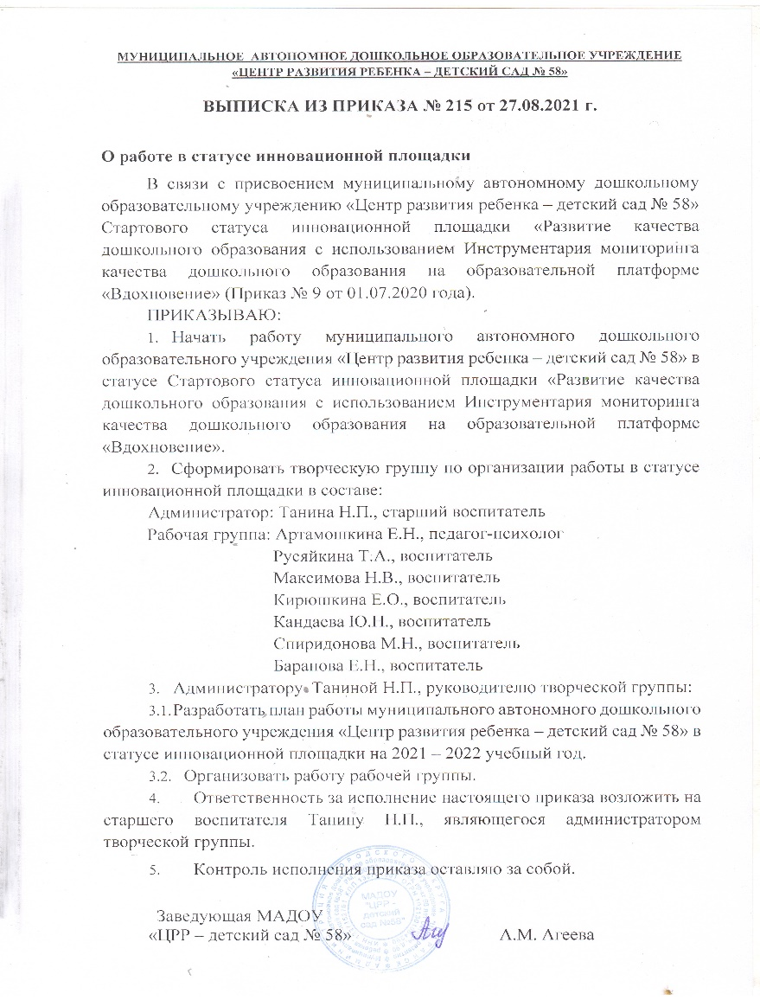 МУНИЦИПАЛЬНОЕ АВТОНОМНОЕ ДОШКОЛЬНОЕ ОБРАЗОВАТЕЛЬНОЕ УЧРЕЖДЕНИЕ
«ЦЕНТР РАЗВИТИЯ РЕБЕНКА – ДЕТСКИЙ САД № 58»
ВЫПИСКА ИЗ ПРИКАЗА № 215 от 27.08.2021 г.
О работе в статусе инновационной площадки
В связи с присвоением муниципальному автономному дошкольному
образовательному учреждению «Центр развития ребенка – детский сад № 58»
Стартового статуса инновационной площадки «Развитие качества
дошкольного образования с использованием Инструментария мониторинга
качества дошкольного образования на образовательной платформе
«Вдохновение» (Приказ № 9 от 01.07.2020 года).
ПРИКАЗЫВАЮ:
1. Начать работу муниципального автономного дошкольного
образовательного учреждения «Центр развития ребенка – детский сад № 58» в
статусе Стартового статуса инновационной площадки «Развитие качества
дошкольного образования с использованием Инструментария мониторинга
качества дошкольного образования на образовательной платформе
«Вдохновение».
2. Сформировать творческую группу по организации работы в статусе
инновационной площадки в составе:
Администратор: Танина Н.П., старший воспитатель
Рабочая группа: Артамошкина Е.Н., педагог-психолог
Русяйкина Т.А., воспитатель
Максимова Н.В., воспитатель
Кирюшкина Е.О., воспитатель
Кандаева Ю.Н., воспитатель
Спиридонова М.Н., воспитатель
Баранова Е.Н., воспитатель
3. Администратору Таниной Н.П., руководителю творческой группы:
3.1.Разработать план работы муниципального автономного дошкольного
образовательного учреждения «Центр развития ребенка – детский сад № 58» в
статусе инновационной площадки на 2021 – 2022 учебный год.
3.2. Организовать работу рабочей группы.
4. Ответственность за исполнение настоящего приказа возложить на
старшего воспитателя Танину Н.П., являющегося администратором
творческой группы.
5. Контроль исполнения приказа оставляю за собой.
МАДОУ
"ЦРР -
детский
сад №58"
Заведующая МАДОУ
«ЦРР – детский сад № 58» А.М. Агеева